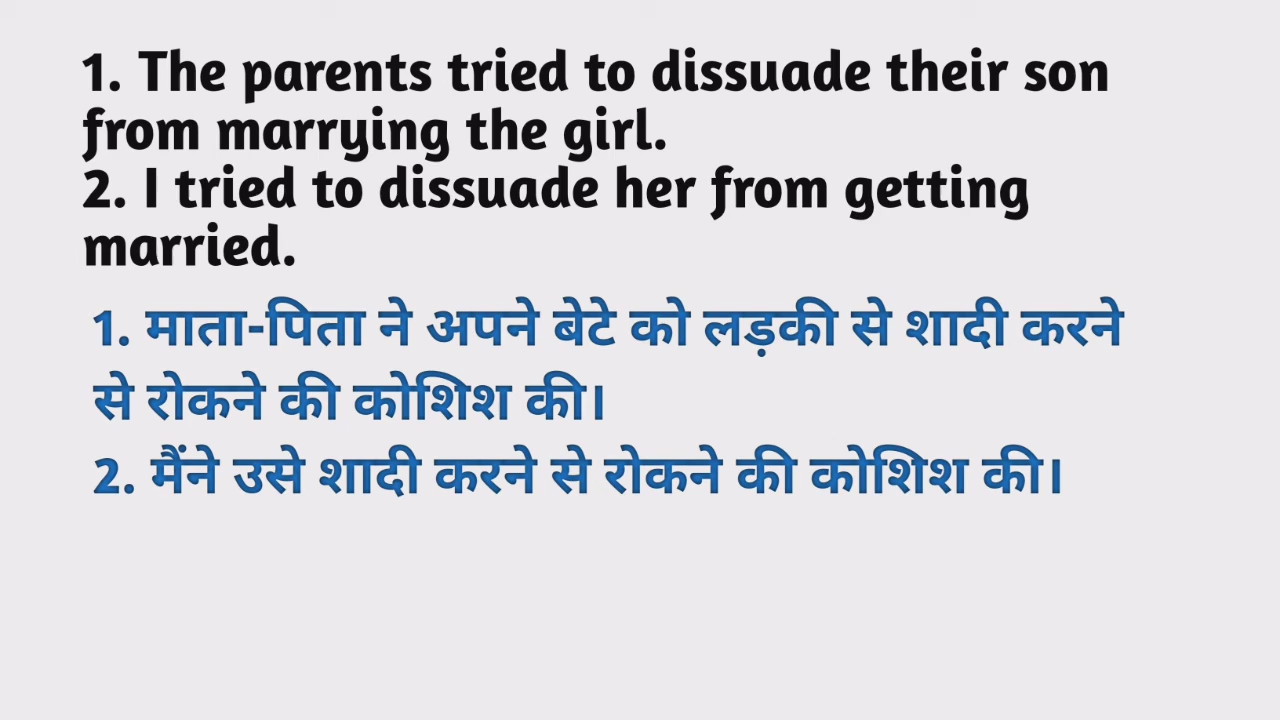 1. The parents tried to dissuade their son
from marrying the girl.
2. I tried to dissuade her from getting
married.
1. माता-पिता ने अपने बेटे को लड़की से शादी करने
से रोकने की कोशिश की।
2. मैंने उसे शादी करने से रोकने की कोशिश की।